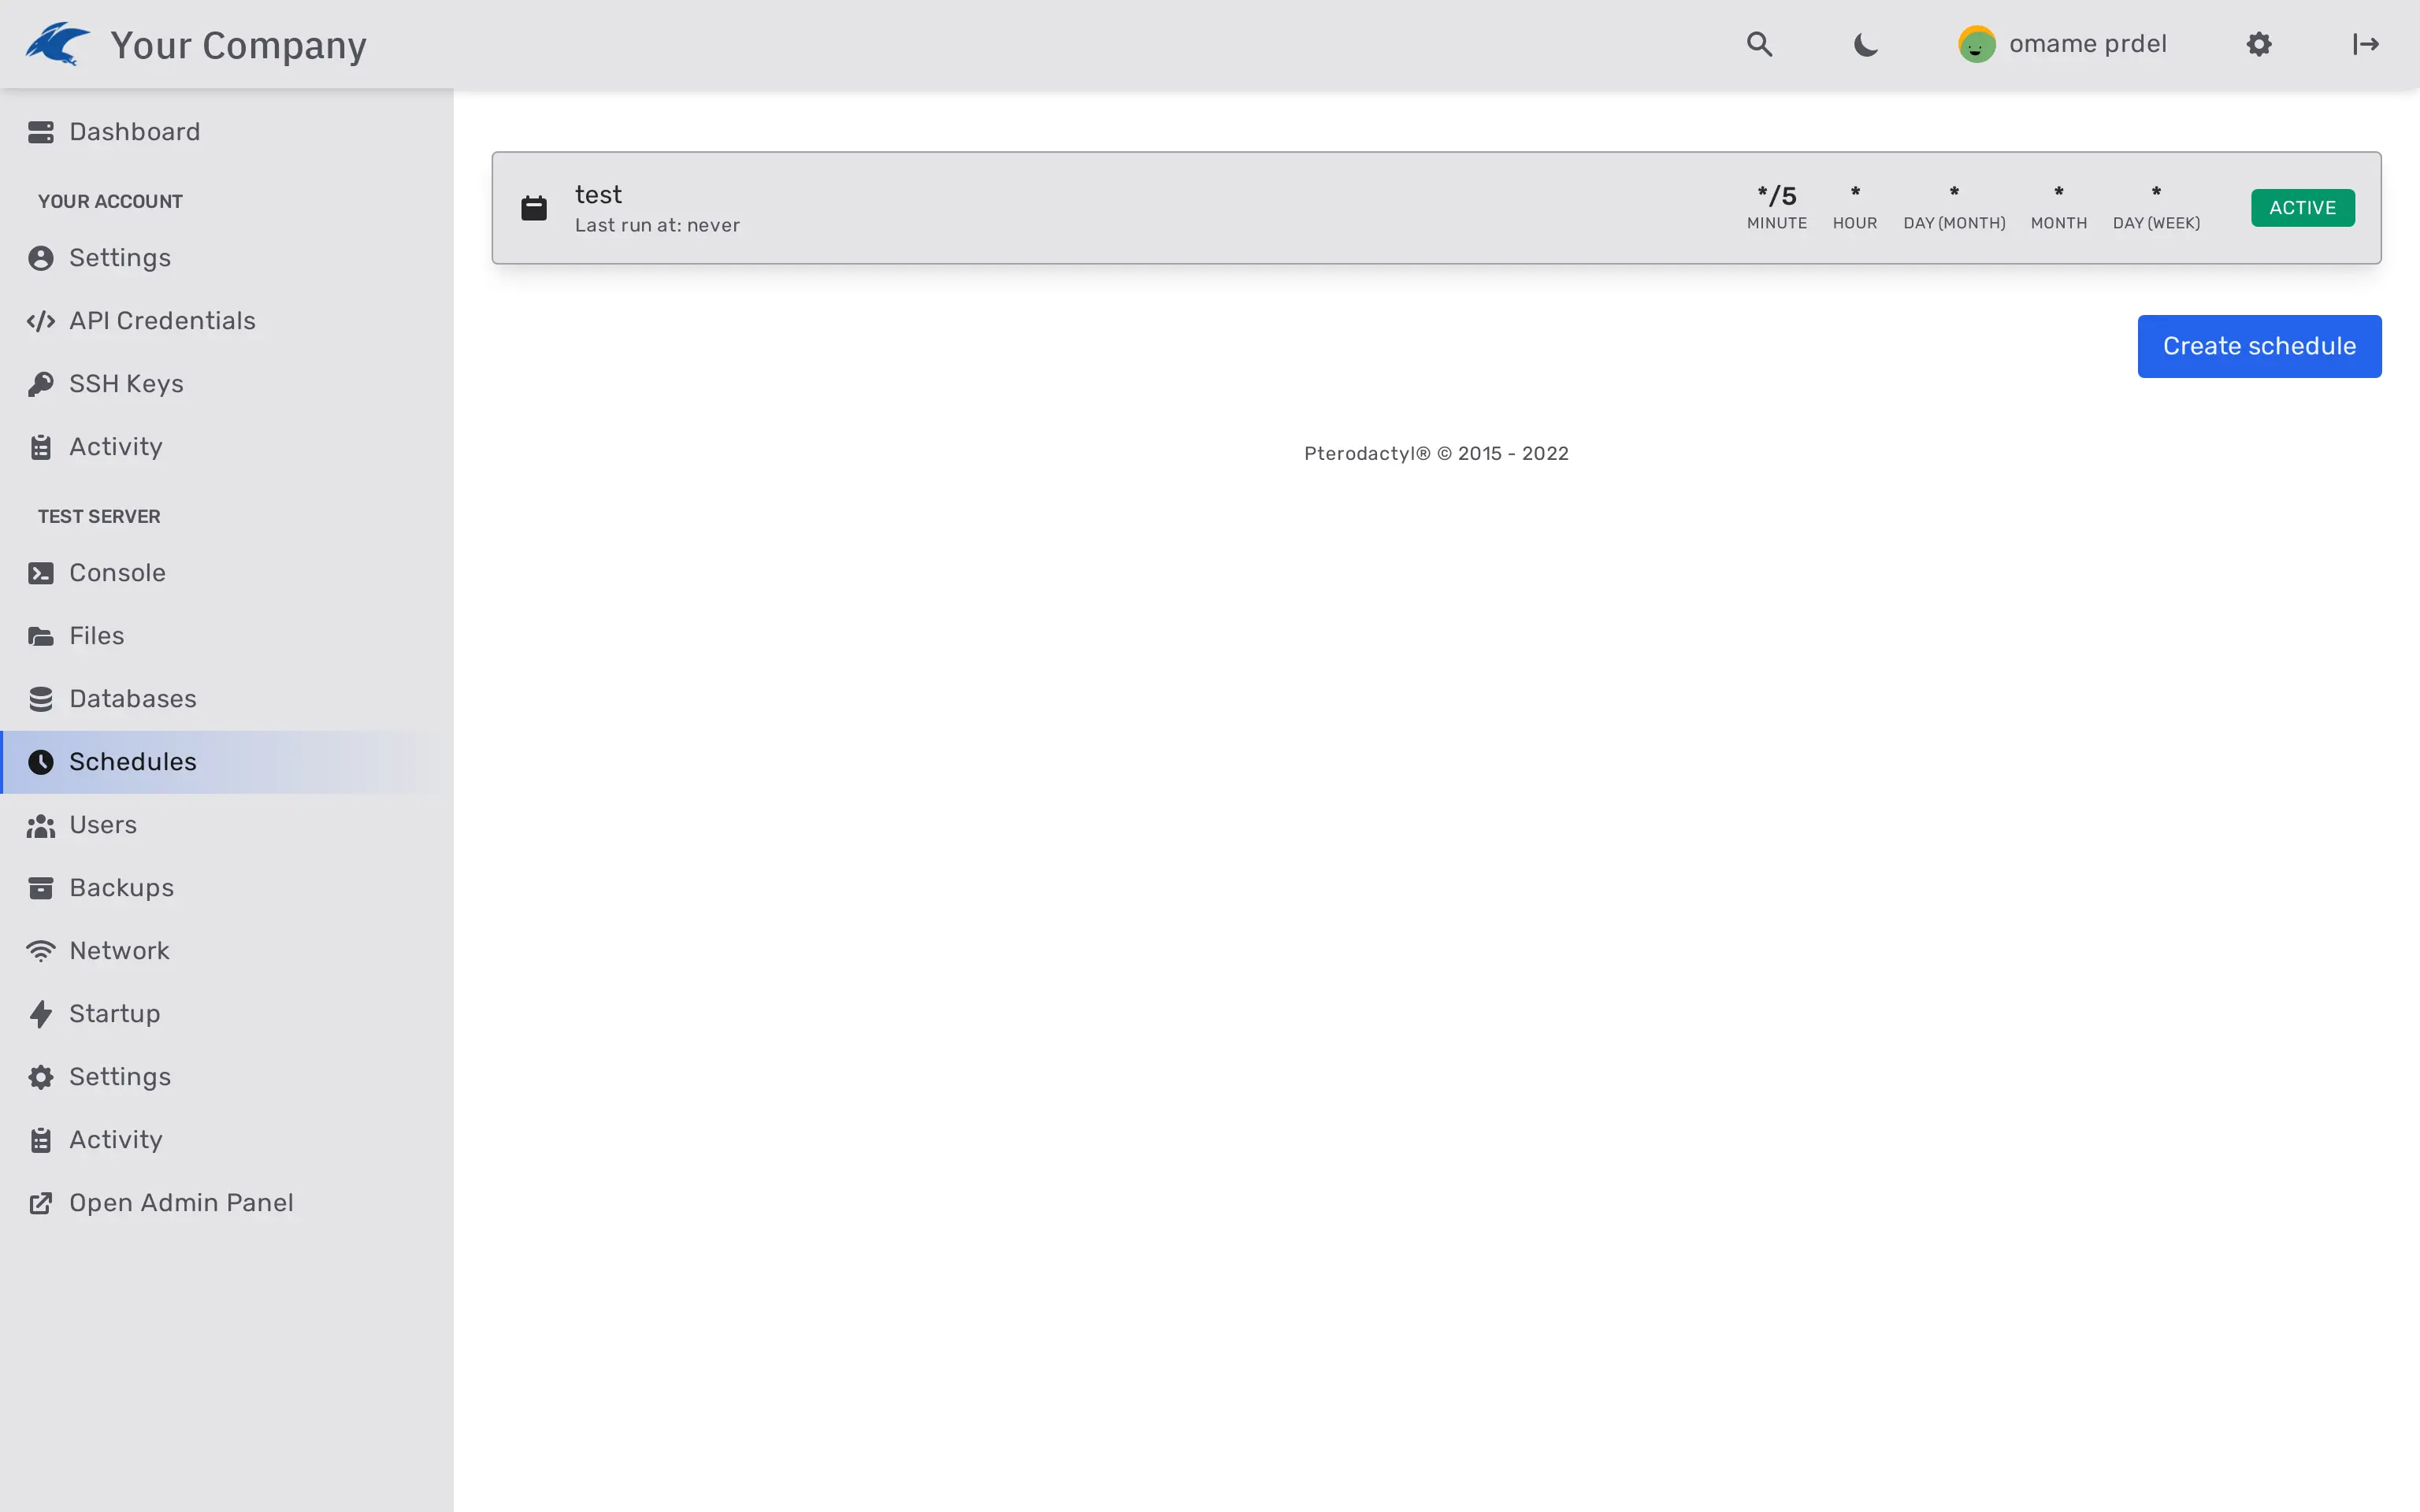 Your Company
omame prdel
Dashboard
YOUR ACCOUNT
Settings
API Credentials
SSH Keys
Activity
TEST SERVER
Console
Files
Databases
Schedules
Users
Backups
Network
Startup
Settings
Activity
Open Admin Panel
test
Last run at: never
*/5 * * * *
MINUTE HOUR DAY (MONTH) MONTH DAY (WEEK)
ACTIVE
Create schedule
Pterodactyl® © 2015 - 2022